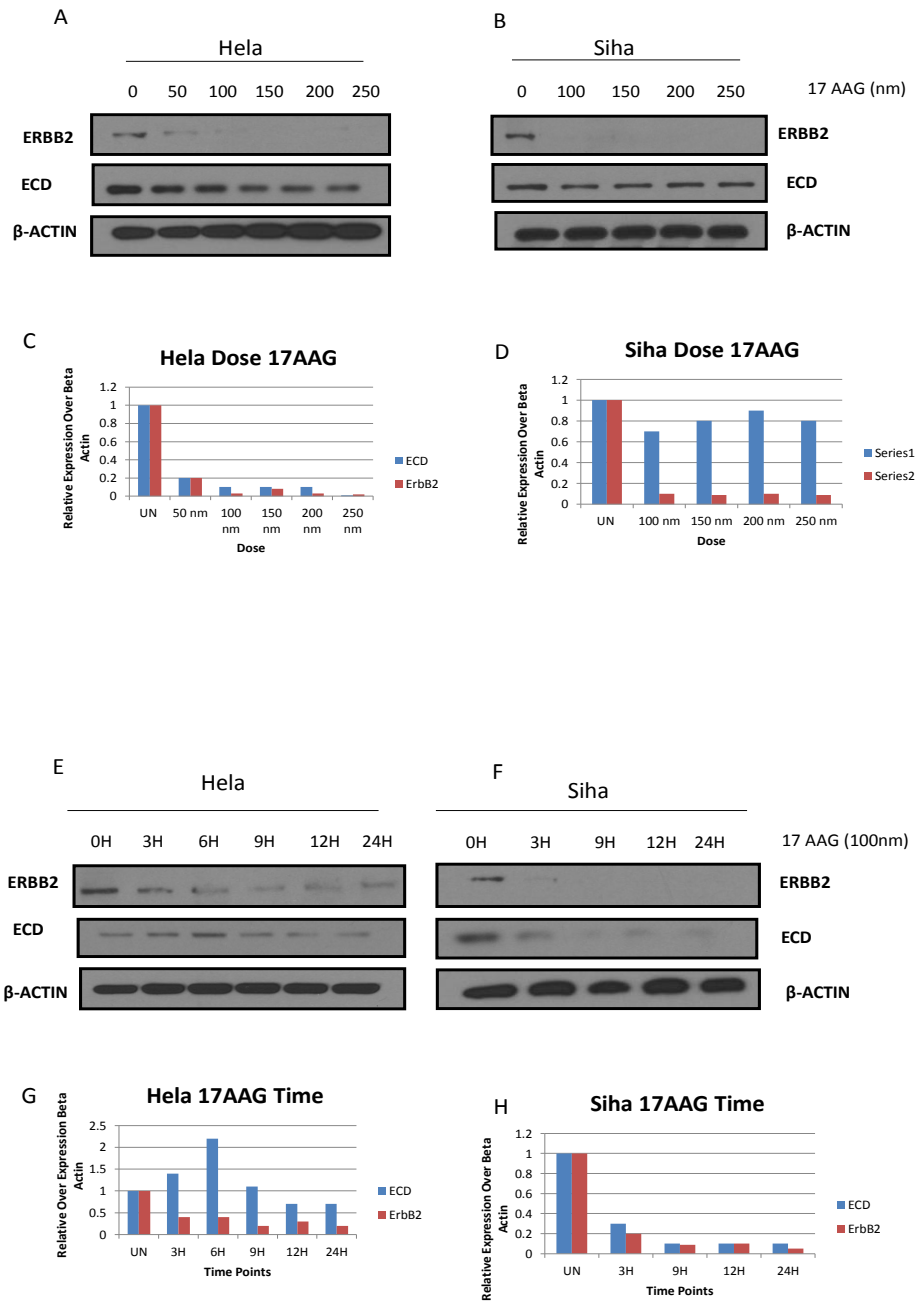 A
Hela
0 50 100 150 200 250
ERBB2
ECD
β-ACTIN
B
Siha
0 100 150 200 250 17 AAG (nm)
ERBB2
ECD
β-ACTIN
C
Hela Dose 17AAG
Relative Expression Over Beta
Actin
1.2
1
0.8
0.6
0.4
0.2
0
UN 50 nm 100 nm 150 nm 200 nm 250 nm
Dose
ECD
ErbB2
D
Siha Dose 17AAG
Relative Expression Over Beta
Actin
1.2
1
0.8
0.6
0.4
0.2
0
UN 100 nm 150 nm 200 nm 250 nm
Dose
Series1
Series2
E
Hela
0H 3H 6H 9H 12H 24H
ERBB2
ECD
β-ACTIN
F
Siha
0H 3H 9H 12H 24H 17 AAG (100nm)
ERBB2
ECD
β-ACTIN
G
Hela 17AAG Time
Relative Over Expression Beta
Actin
2.5
2
1.5
1
0.5
0
UN 3H 6H 9H 12H 24H
Time Points
ECD
ErbB2
H
Siha 17AAG Time
Relative Expression Over Beta
Actin
1.2
1
0.8
0.6
0.4
0.2
0
UN 3H 9H 12H 24H
Time Points
ECD
ErbB2